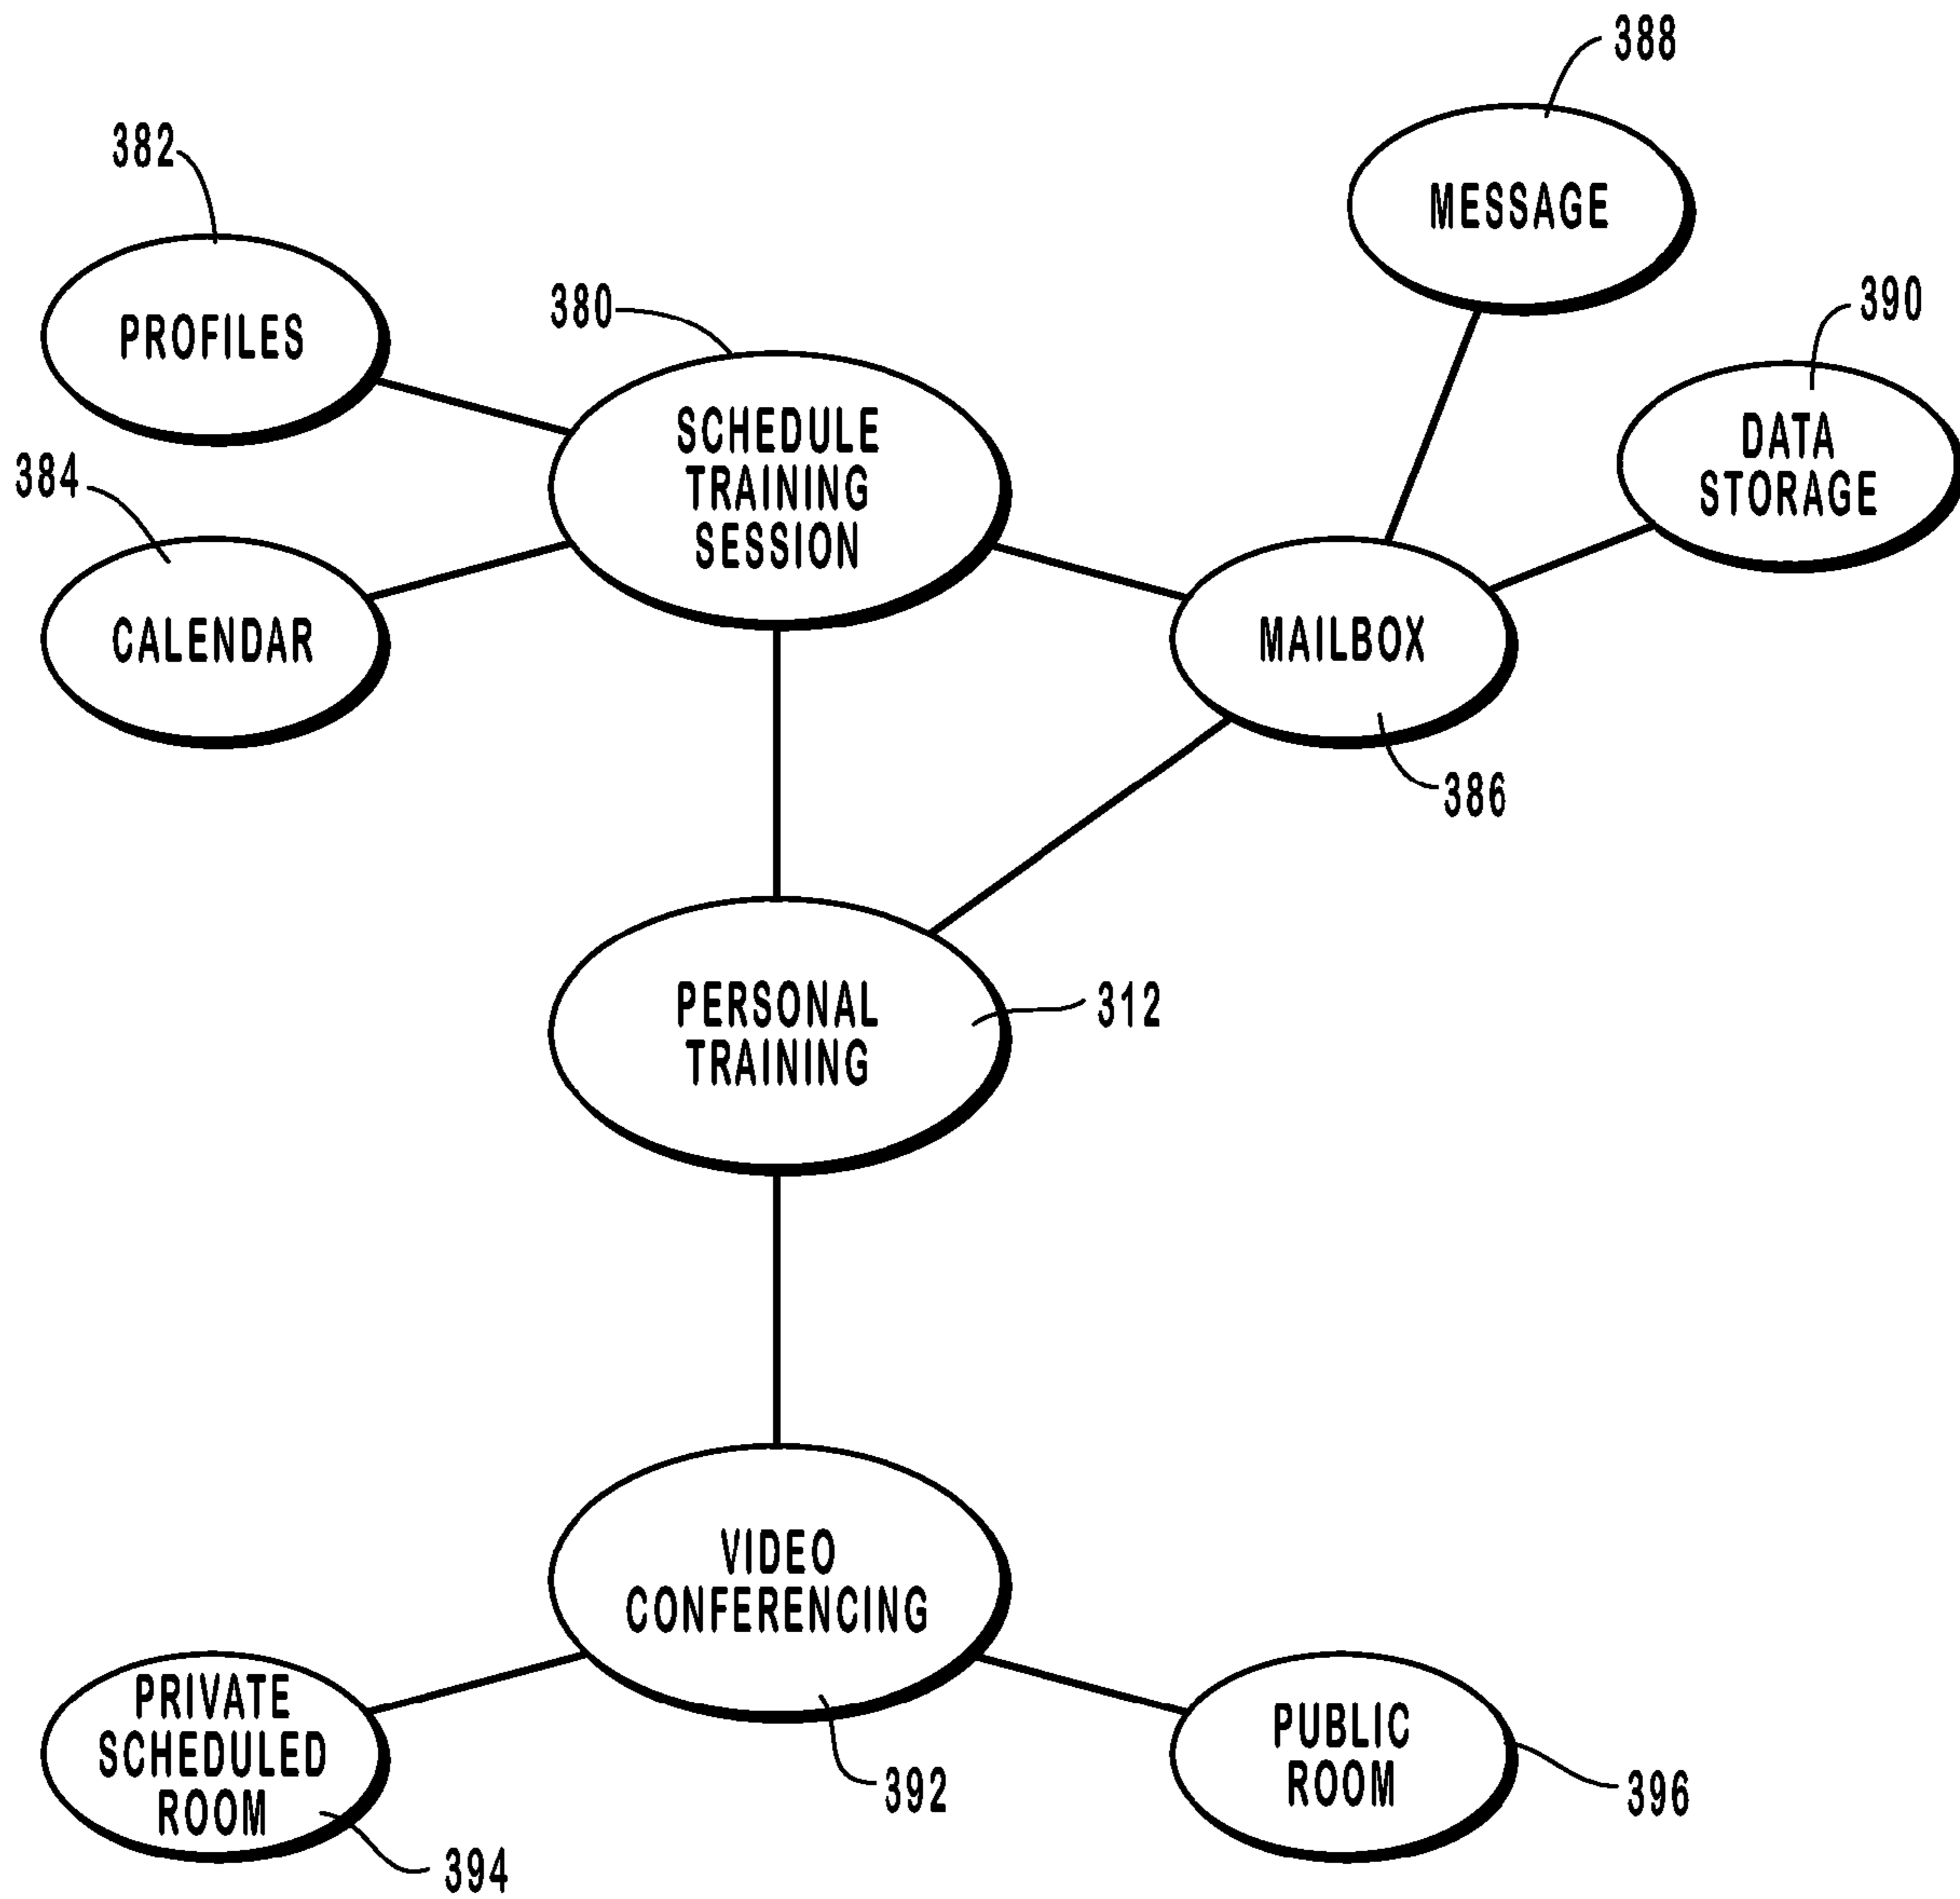 388
382
MESSAGE
390
380
PROFILES
SCHEDULE
TRAINING
SESSION
DATA
STORAGE
384
CALENDAR
MAILBOX
386
PERSONAL
TRAINING
312
VIDEO
CONFERENCING
PRIVATE
SCHEDULED
ROOM
PUBLIC
ROOM
392
396
394